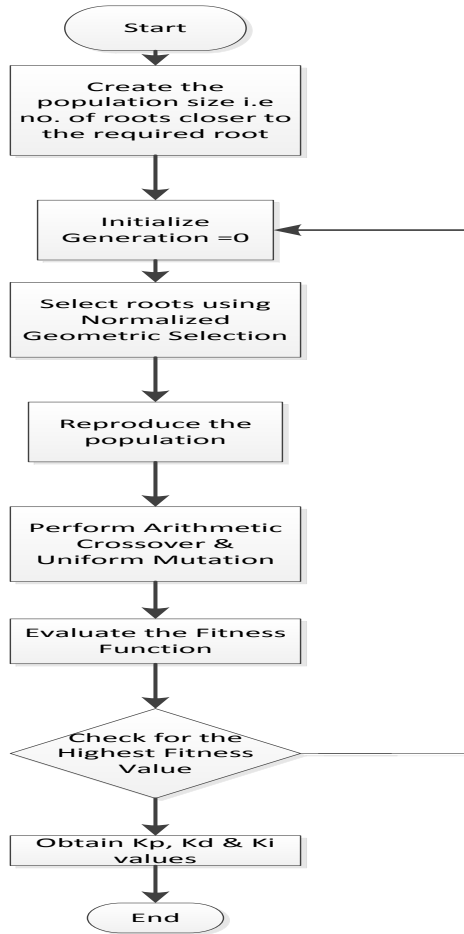 Start
Create the
population size i.e
no. of roots closer to
the required root
Initialize
Generation =0
Select roots using
Normalized
Geometric Selection
Reproduce the
population
Perform Arithmetic
Crossover &
Uniform Mutation
Evaluate the Fitness
Function
Check for the
Highest Fitness
Value
Obtain Kp, Kd & Ki
values
End